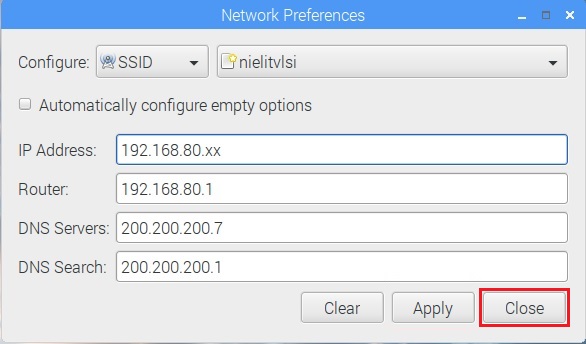 Network Preferences
Configure: SSID nielitvlsi
Automatically configure empty options
IP Address: 192.168.80.xx
Router: 192.168.80.1
DNS Servers: 200.200.200.7
DNS Search: 200.200.200.1
Clear Apply Close